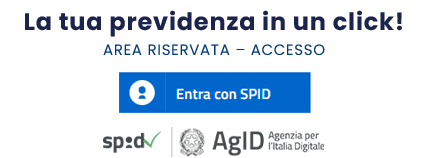 La tua previdenza in un click!
AREA RISERVATA – ACCESSO
Entra con SPID
spid
AgID Agenzia per
l'Italia Digitale